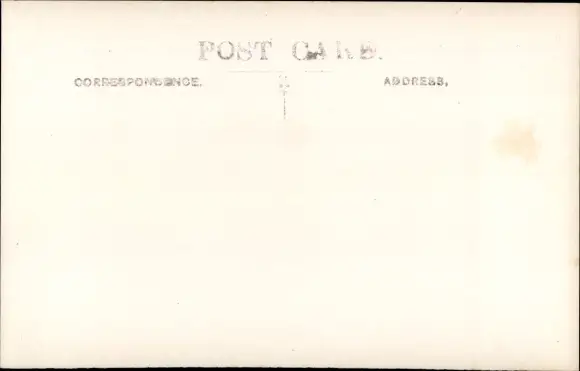 POST CARD.
CORRESPONDENCE.
ADDRESS,